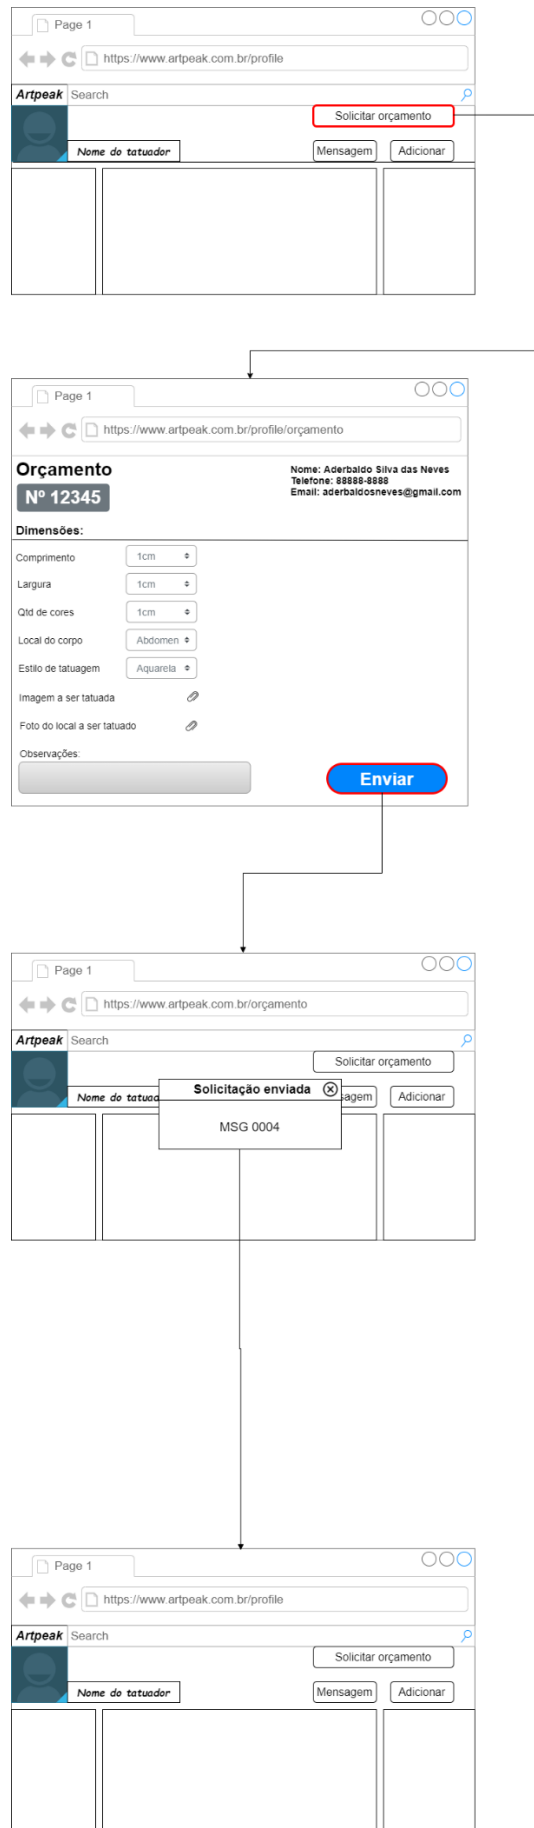 Page 1
https://www.artpeak.com.br/profile
Artpeak Search
Solicitar orçamento
Nome do tatuador
Mensagem
Adicionar
Page 1
https://www.artpeak.com.br/profile/orçamento
Orçamento
Nº 12345
Nome: Aderbaldo Silva das Neves
Telefone: 88888-8888
Email: aderbaldosneves@gmail.com
Dimensões:
Comprimento 1cm
Largura 1cm
Qtd de cores 1cm
Local do corpo Abdomen
Estilo de tatuagem Aquarela
Imagem a ser tatuada
Foto do local a ser tatuado
Observações:
Enviar
Page 1
https://www.artpeak.com.br/orçamento
Artpeak Search
Solicitar orçamento
Nome do tatuad
sagem
Adicionar
Solicitação enviada
MSG 0004
Page 1
https://www.artpeak.com.br/profile
Artpeak Search
Solicitar orçamento
Nome do tatuador
Mensagem
Adicionar